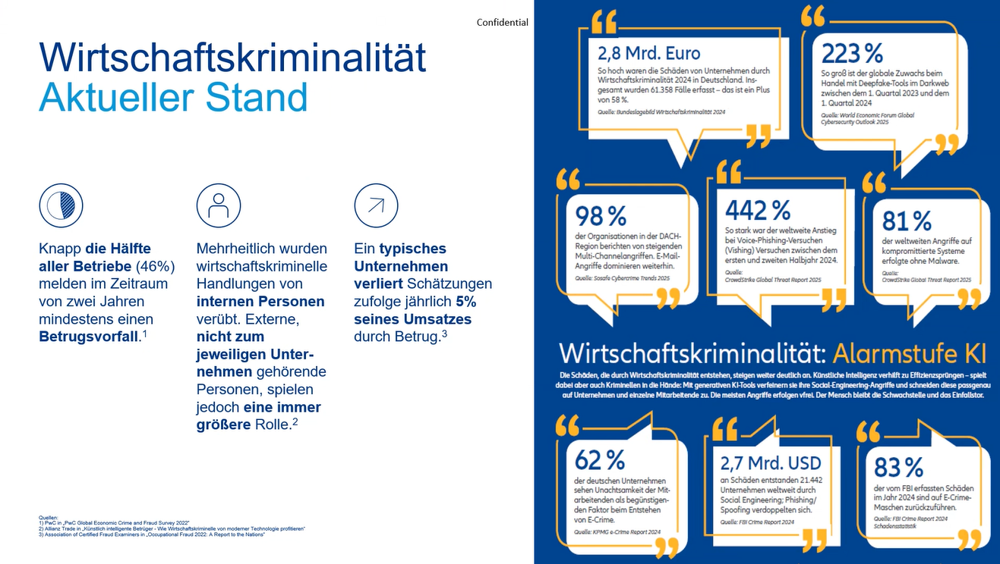 Confidential
Wirtschaftskriminalität
Aktueller Stand
Knapp die Hälfte
aller Betriebe (46%)
melden im Zeitraum
von zwei Jahren
mindestens einen
Betrugsvorfall.1
Mehrheitlich wurden
wirtschaftskriminelle
Handlungen von
internen Personen
verübt. Externe,
nicht zum
jeweiligen Unter-
nehmen gehörende
Personen, spielen
jedoch eine immer
größere Rolle.2
Ein typisches
Unternehmen
verliert Schätzungen
zufolge jährlich 5%
seines Umsatzes
durch Betrug.3
Quellen:
1) PwC in „PwC Global Economic Crime and Fraud Survey 2022"
2) Allianz Trade in „Künstlich intelligente Betrüger - Wie Wirtschaftskriminelle von moderner Technologie profitieren"
3) Association of Certified Fraud Examiners in „Occupational Fraud 2022: A Report to the Nations"
2,8 Mrd. Euro
So hoch waren die Schäden von Unternehmen durch
Wirtschaftskriminalität 2024 in Deutschland. Ins-
gesamt wurden 61.358 Fälle erfasst – das ist ein Plus
von 58 %.
Quelle: Bundeslagebild Wirtschaftskriminalität 2024
223 %
So groß ist der globale Zuwachs beim
Handel mit Deepfake-Tools im Darkweb
zwischen dem 1. Quartal 2023 und dem
1. Quartal 2024
Quelle: World Economic Forum Global
Cybersecurity Outlook 2025
98 %
der Organisationen in der DACH-
Region berichten von steigenden
Multi-Channelangriffen. E-Mail-
Angriffe dominieren weiterhin.
Quelle: Sosafe Cybercrime Trends 2025
442 %
So stark war der weltweite Anstieg
bei Voice-Phishing-Versuchen
(Vishing) Versuchen zwischen dem
ersten und zweiten Halbjahr 2024.
Quelle:
CrowdStrike Global Threat Report 2025
81 %
der weltweiten Angriffe auf
kompromittierte Systeme
erfolgte ohne Malware.
Quelle:
CrowdStrike Global Threat Report 2025
Wirtschaftskriminalität: Alarmstufe KI
Die Schäden, die durch Wirtschaftskriminalität entstehen, steigen weiter deutlich an. Künstliche Intelligenz verhilft zu Effizienzsprüngen – spielt
dabei aber auch Kriminellen in die Hände: Mit generativen KI-Tools verfeinern sie ihre Social-Engineering-Angriffe und schneiden diese passgenau
auf Unternehmen und einzelne Mitarbeitende zu. Die meisten Angriffe erfolgen vfrei. Der Mensch bleibt die Schwachstelle und das Einfallstor.
62 %
der deutschen Unternehmen
sehen Unachtsamkeit der Mit-
arbeitenden als begünstigen-
den Faktor beim Entstehen
von E-Crime.
Quelle: KPMG e-Crime Report 2024
2,7 Mrd. USD
an Schäden entstanden 21.442
Unternehmen weltweit durch
Social Engineering; Phishing/
Spoofing verdoppelten sich.
Quelle: FBI Crime Report 2024
83 %
der vom FBI erfassten Schäden
im Jahr 2024 sind auf E-Crime-
Maschen zurückzuführen.
Quelle: FBI Crime Report 2024
Schadensstatistik